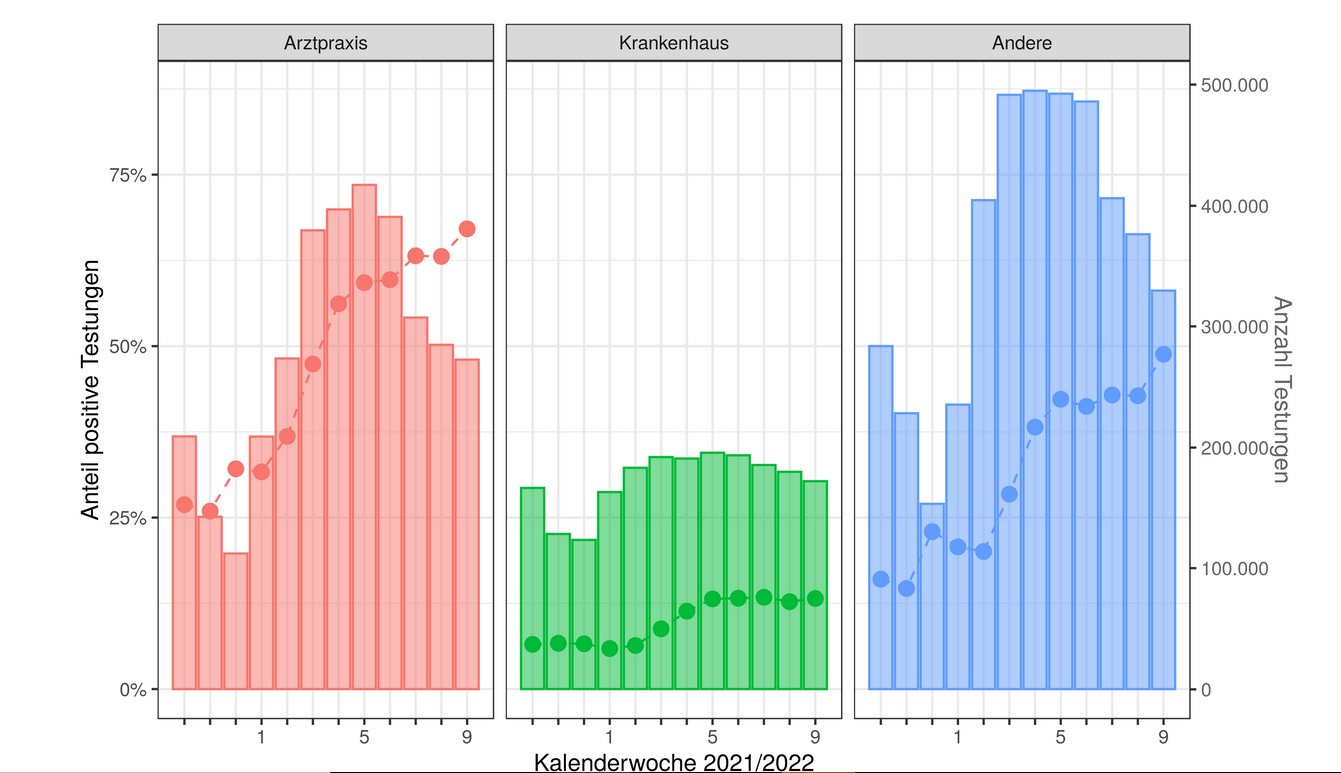 Arztpraxis
Krankenhaus
Andere
Anteil positive Testungen
75%
50%
25%
0%
500.000
400.000
300.000
200.000
100.000
0
Anzahl Testungen
1 5 9
1 5 9
1 5 9
Kalenderwoche 2021/2022